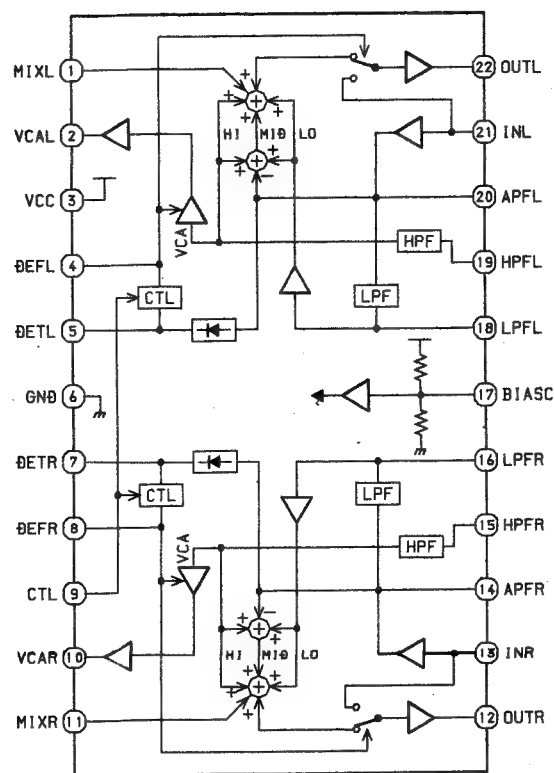 MIXL 1
22 OUTL
VCAL 2
HI MID LO
21 INL
VCC 3
20 APFL
VCA
HPF
19 HPFL
DEFL 4
CTL
LPF
DETL 5
18 LPFL
GND 6
17 BIASC
DETR 7
16 LPFR
CTL
LPF
DEFR 8
15 HPFR
VCA
HPF
CTL 9
14 APFR
VCAR 10
HI MID LO
13 INR
MIXR 11
12 OUTR